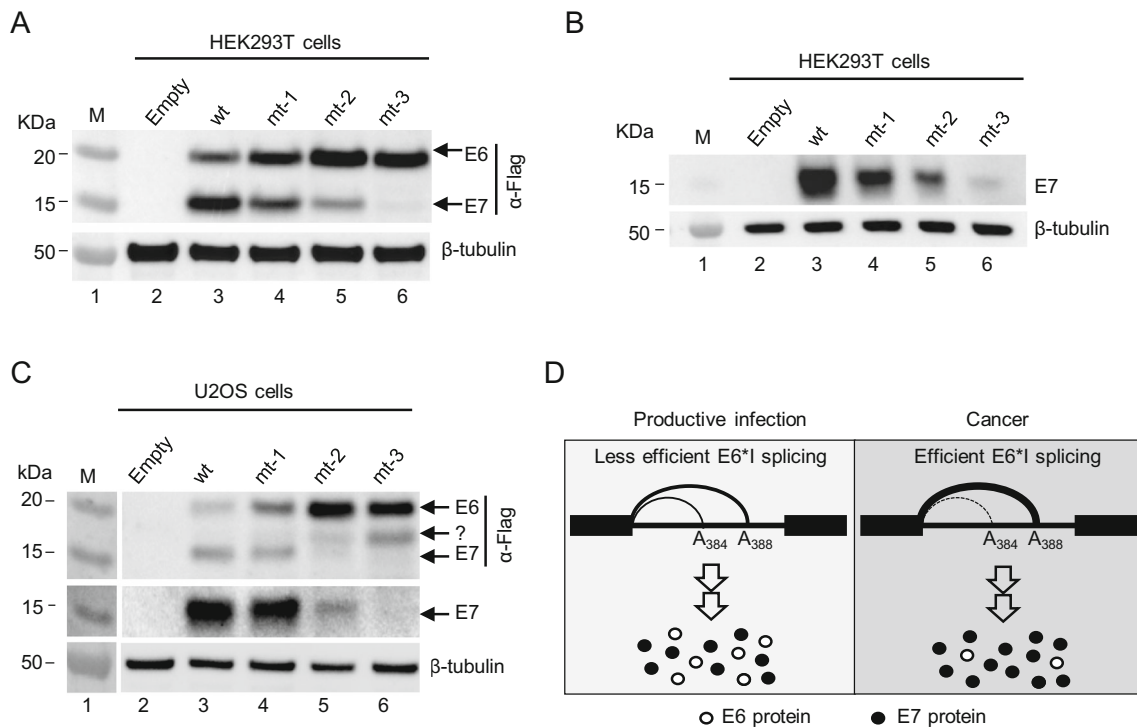 A
HEK293T cells
KDa
M
Empty
wt
mt-1
mt-2
mt-3
20
15
50
E6
E7
α-Flag
β-tubulin
1 2 3 4 5 6
B
HEK293T cells
KDa
M
Empty
wt
mt-1
mt-2
mt-3
15
50
E7
β-tubulin
1 2 3 4 5 6
C
U2OS cells
kDa
M
Empty
wt
mt-1
mt-2
mt-3
20
15
15
50
E6
?
E7
α-Flag
E7
β-tubulin
1 2 3 4 5 6
D
Productive infection
Cancer
Less efficient E6*I splicing
Efficient E6*I splicing
A384 A388
A384 A388
E6 protein
E7 protein